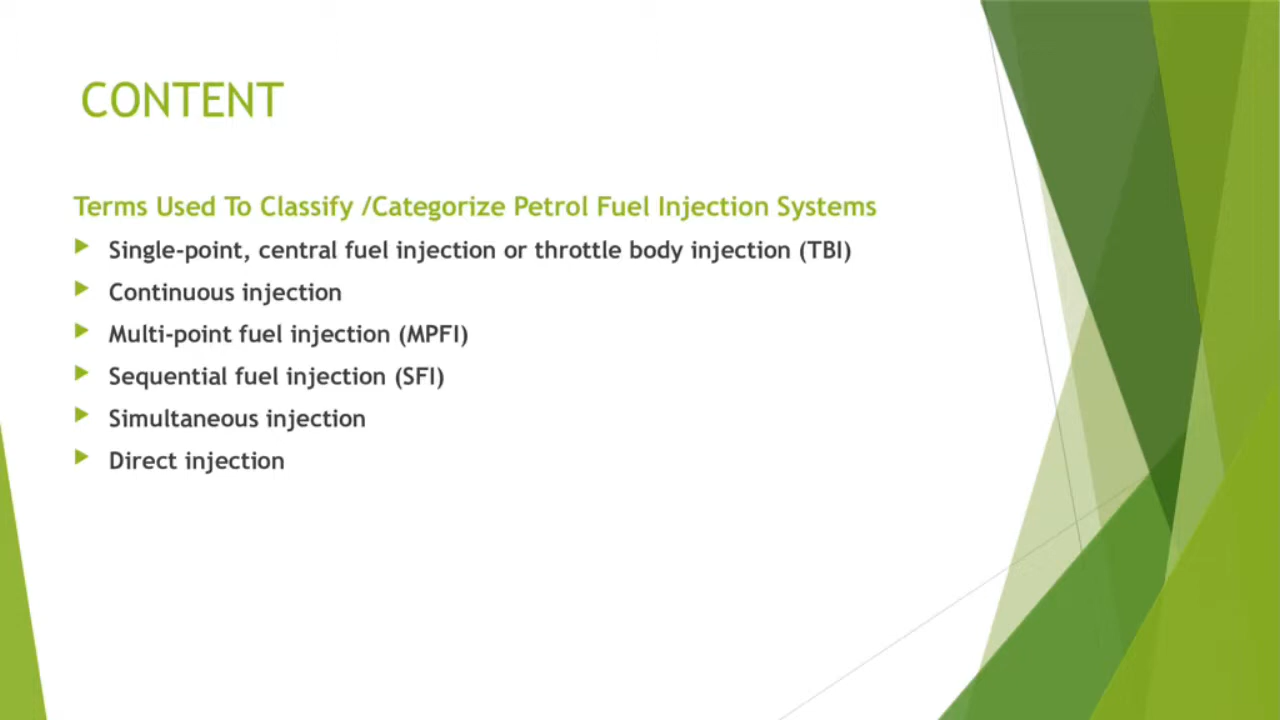 CONTENT
Terms Used To Classify /Categorize Petrol Fuel Injection Systems
Single-point, central fuel injection or throttle body injection (TBI)
Continuous injection
Multi-point fuel injection (MPFI)
Sequential fuel injection (SFI)
Simultaneous injection
Direct injection